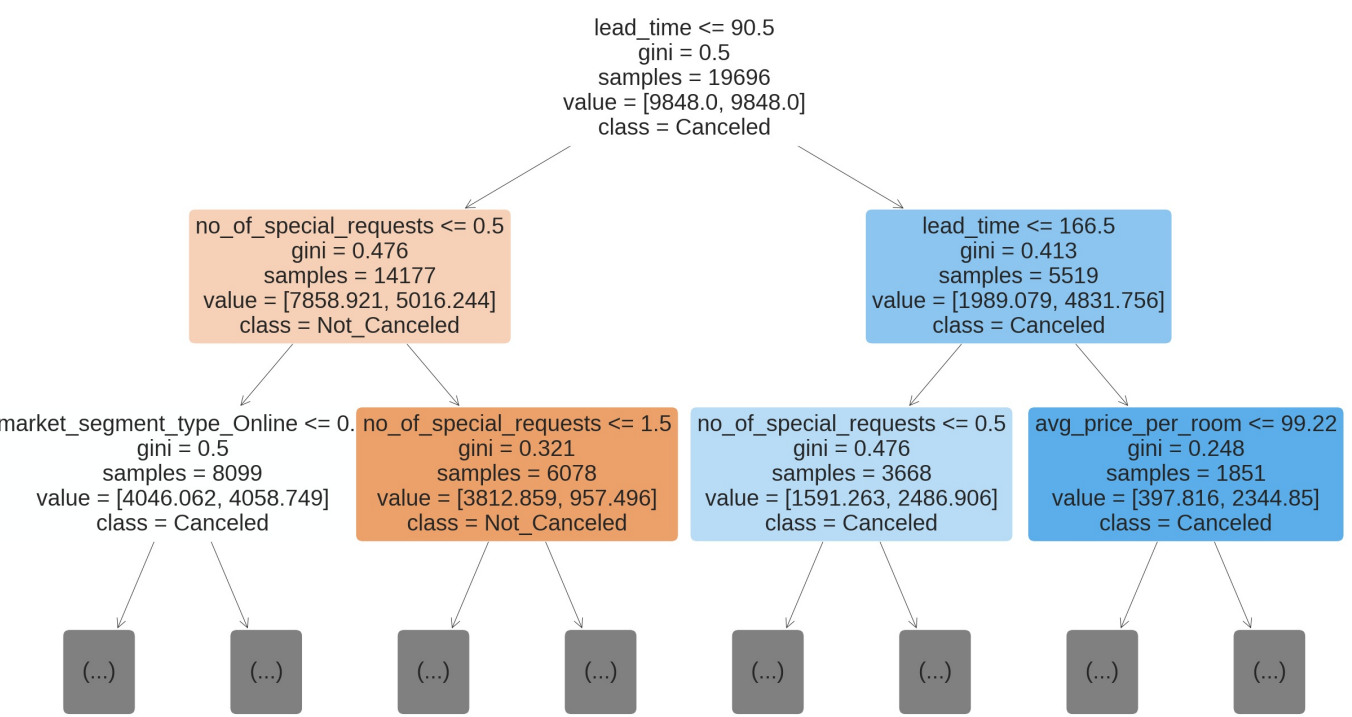 lead_time <= 90.5
gini = 0.5
samples = 19696
value = [9848.0, 9848.0]
class = Canceled
no_of_special_requests <= 0.5
gini = 0.476
samples = 14177
value = [7858.921, 5016.244]
class = Not_Canceled
lead_time <= 166.5
gini = 0.413
samples = 5519
value = [1989.079, 4831.756]
class = Canceled
market_segment_type_Online <= 0.
gini = 0.5
samples = 8099
value = [4046.062, 4058.749]
class = Canceled
no_of_special_requests <= 1.5
gini = 0.321
samples = 6078
value = [3812.859, 957.496]
class = Not_Canceled
no_of_special_requests <= 0.5
gini = 0.476
samples = 3668
value = [1591.263, 2486.906]
class = Canceled
avg_price_per_room <= 99.22
gini = 0.248
samples = 1851
value = [397.816, 2344.85]
class = Canceled
(...)
(...)
(...)
(...)
(...)
(...)
(...)
(...)